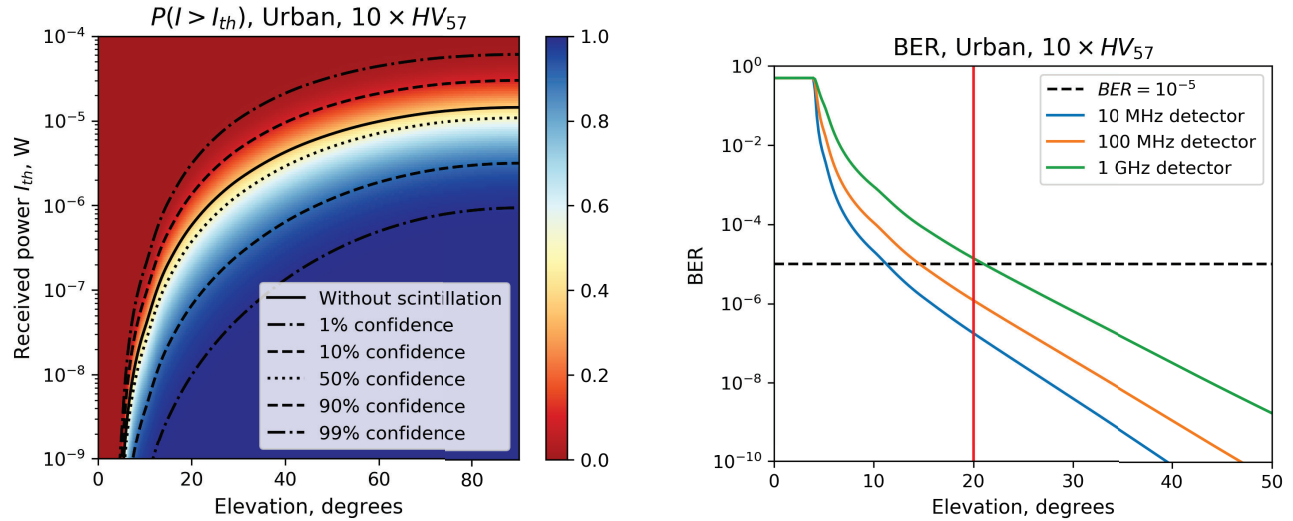 P(I > I_th), Urban, 10 × HV_57
Received power I_th, W
10^-4
10^-5
10^-6
10^-7
10^-8
10^-9
0
20
40
60
80
Elevation, degrees
Without scintillation
1% confidence
10% confidence
50% confidence
90% confidence
99% confidence
1.0
0.8
0.6
0.4
0.2
0.0
BER, Urban, 10 × HV_57
BER
10^0
10^-2
10^-4
10^-6
10^-8
10^-10
0
10
20
30
40
50
Elevation, degrees
BER = 10^-5
10 MHz detector
100 MHz detector
1 GHz detector